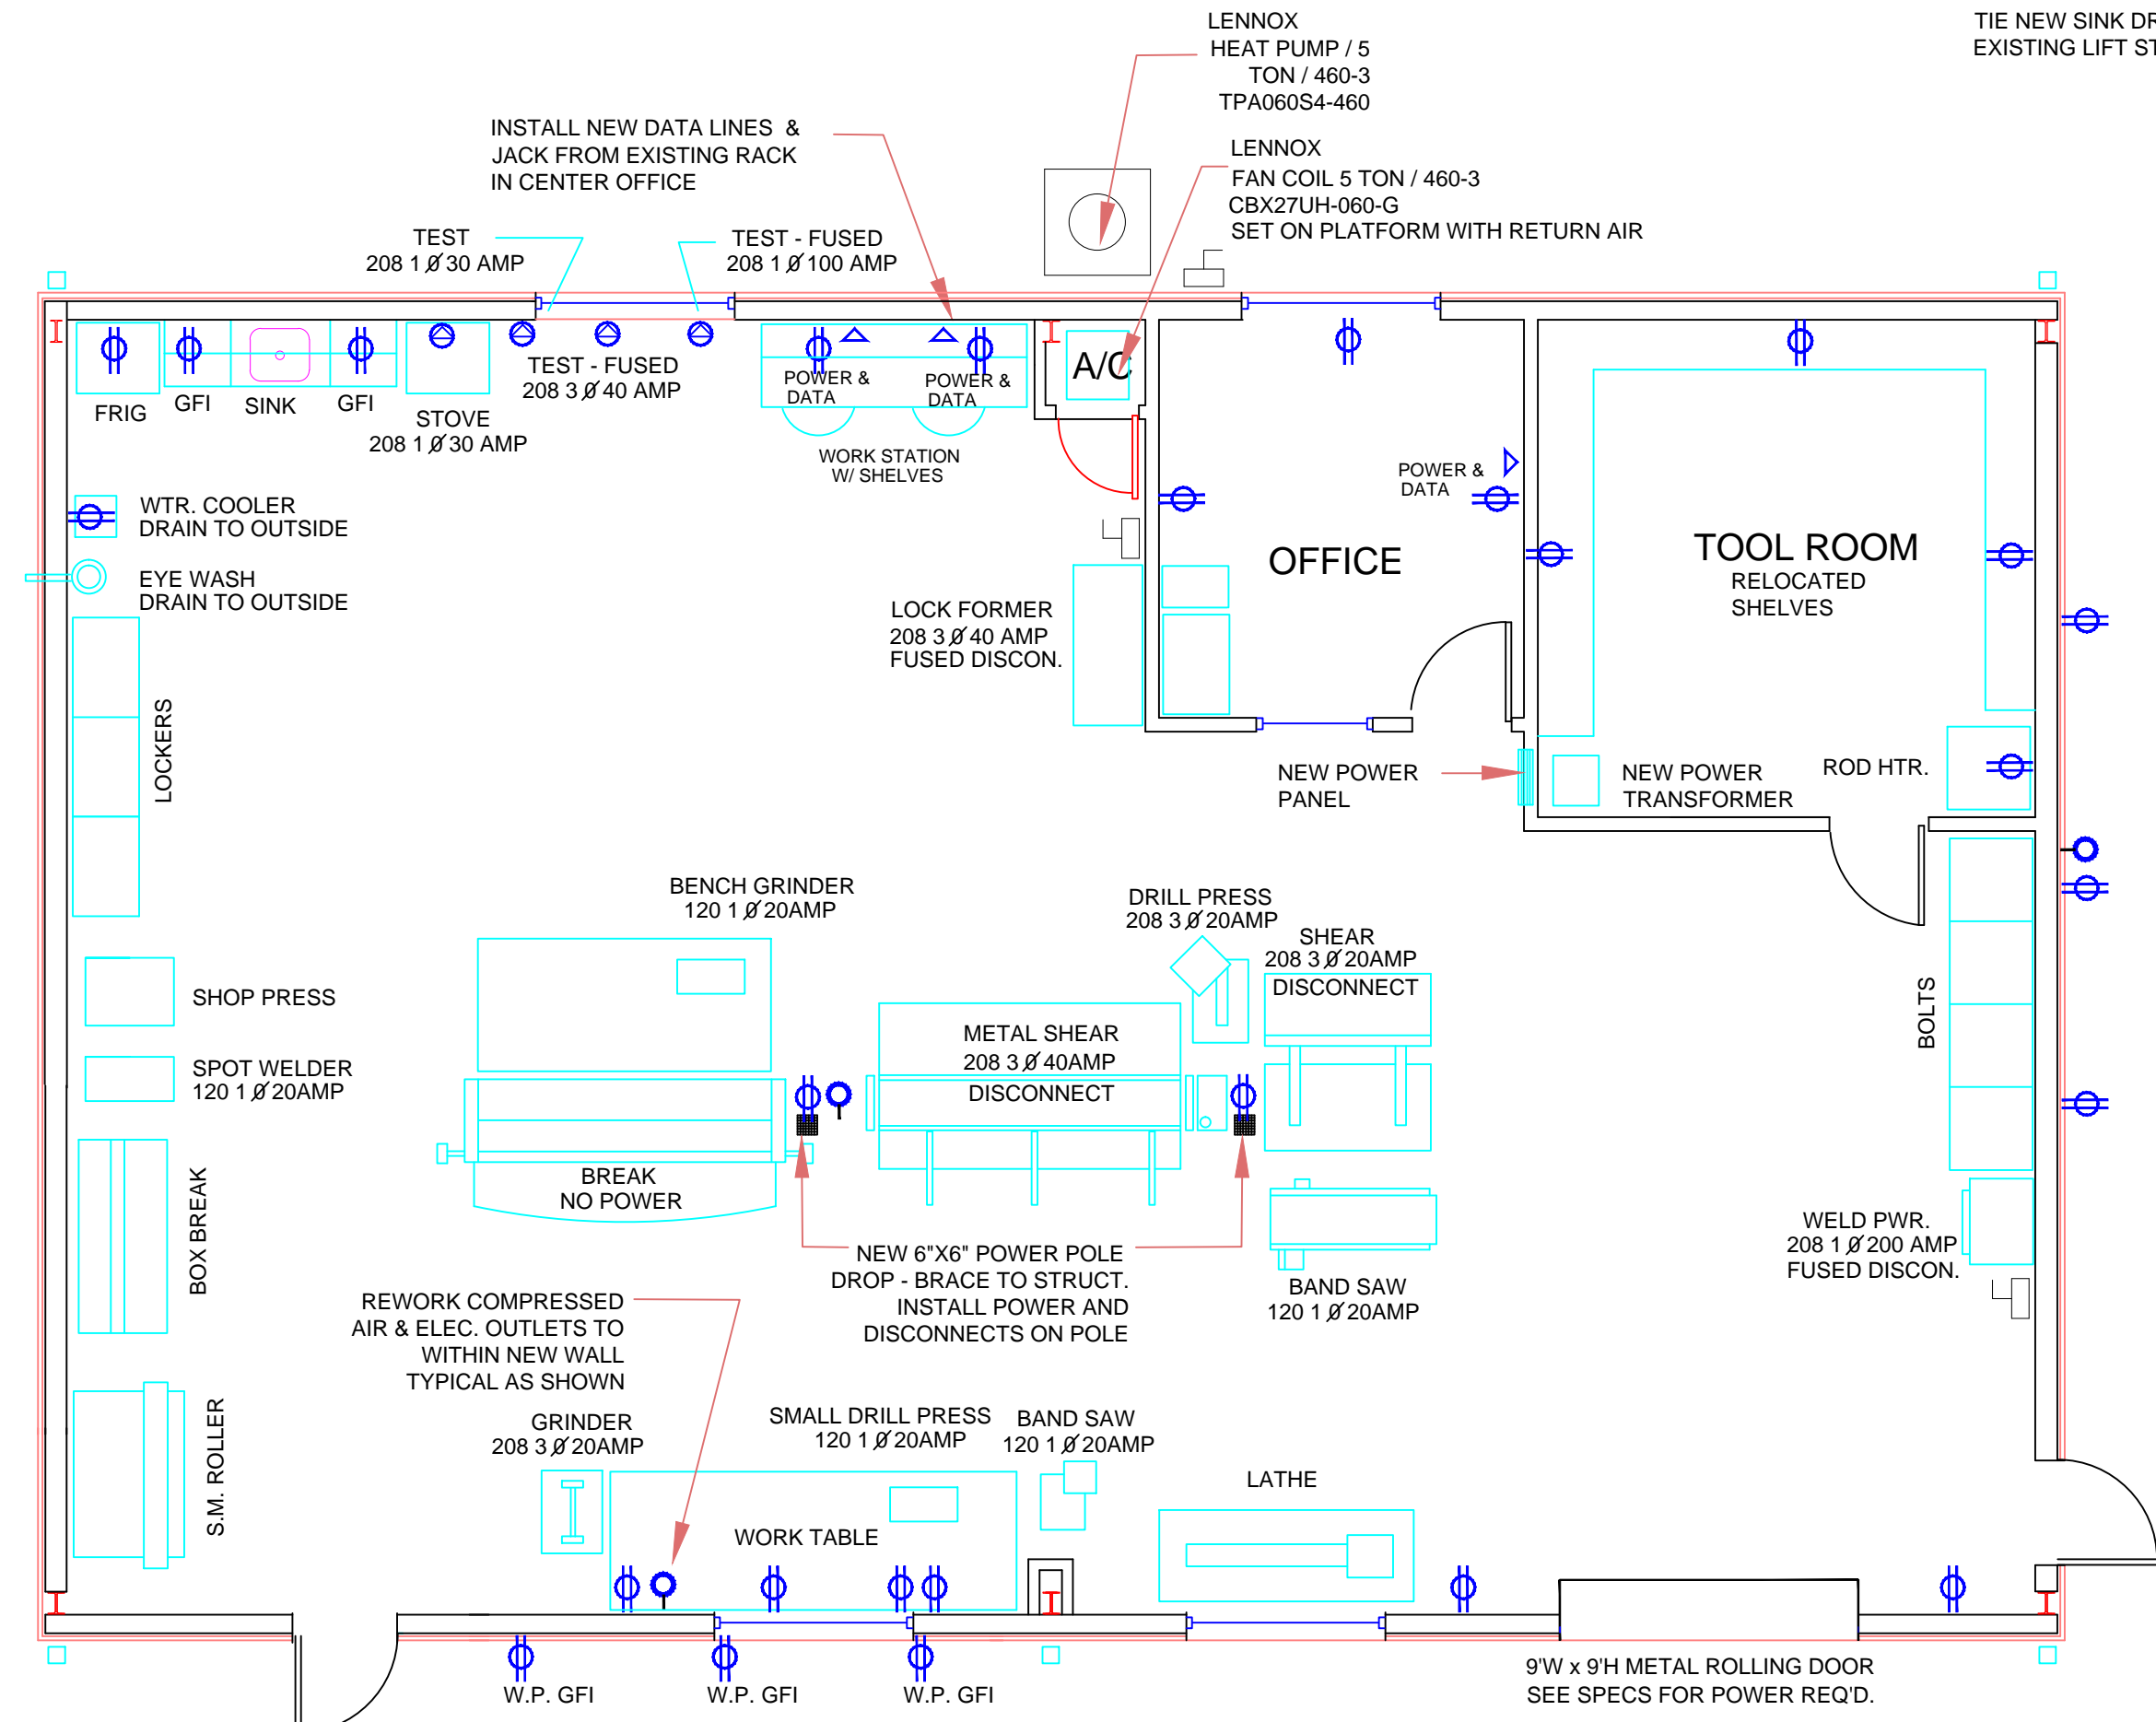 LENNOX
HEAT PUMP / 5
TON / 460-3
TPA060S4-460
TIE NEW SINK DR
EXISTING LIFT ST
INSTALL NEW DATA LINES &
JACK FROM EXISTING RACK
IN CENTER OFFICE
LENNOX
FAN COIL 5 TON / 460-3
CBX27UH-060-G
SET ON PLATFORM WITH RETURN AIR
TEST
208 1 Ø 30 AMP
TEST - FUSED
208 1 Ø 100 AMP
TEST - FUSED
208 3 Ø 40 AMP
FRIG
GFI
SINK
GFI
STOVE
208 1 Ø 30 AMP
POWER &
DATA
POWER &
DATA
WORK STATION
W/ SHELVES
A/C
POWER &
DATA
WTR. COOLER
DRAIN TO OUTSIDE
EYE WASH
DRAIN TO OUTSIDE
OFFICE
TOOL ROOM
RELOCATED
SHELVES
LOCK FORMER
208 3 Ø 40 AMP
FUSED DISCON.
LOCKERS
NEW POWER
PANEL
NEW POWER
TRANSFORMER
ROD HTR.
BENCH GRINDER
120 1 Ø 20AMP
DRILL PRESS
208 3 Ø 20AMP
SHEAR
208 3 Ø 20AMP
DISCONNECT
SHOP PRESS
METAL SHEAR
208 3 Ø 40AMP
DISCONNECT
BOLTS
SPOT WELDER
120 1 Ø 20AMP
BREAK
NO POWER
BOX BREAK
NEW 6"X6" POWER POLE
DROP - BRACE TO STRUCT.
INSTALL POWER AND
DISCONNECTS ON POLE
WELD PWR.
208 1 Ø 200 AMP
FUSED DISCON.
BAND SAW
120 1 Ø 20AMP
REWORK COMPRESSED
AIR & ELEC. OUTLETS TO
WITHIN NEW WALL
TYPICAL AS SHOWN
S.M. ROLLER
GRINDER
208 3 Ø 20AMP
SMALL DRILL PRESS
120 1 Ø 20AMP
BAND SAW
120 1 Ø 20AMP
LATHE
WORK TABLE
W.P. GFI
W.P. GFI
W.P. GFI
9'W x 9'H METAL ROLLING DOOR
SEE SPECS FOR POWER REQ'D.